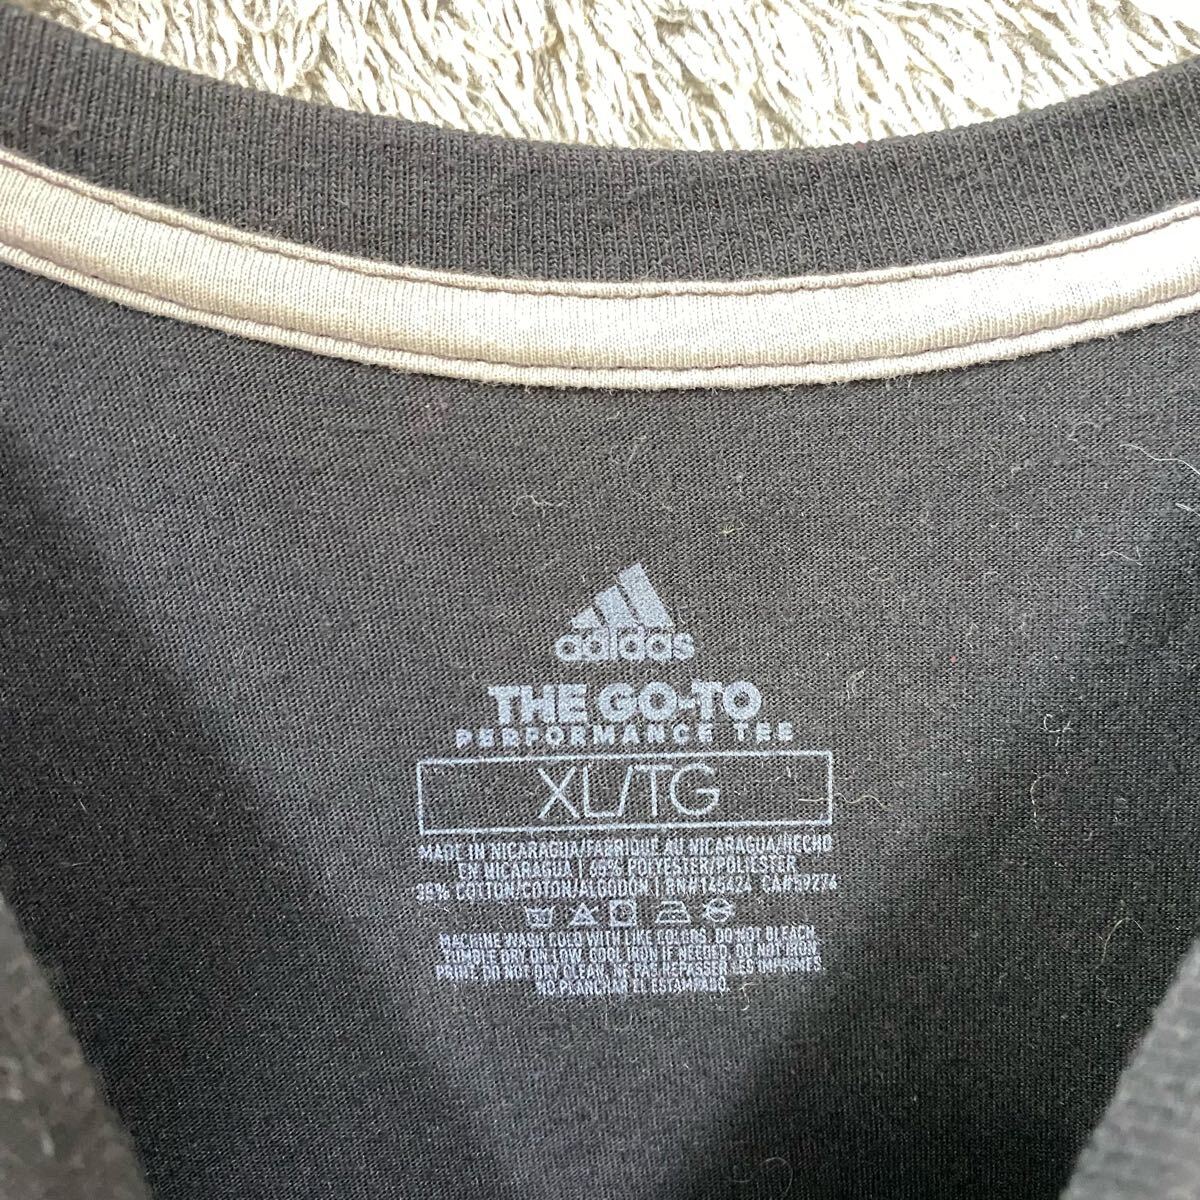 adidas
THE GO-TO
PERFORMANCE TEE
XL/TG
MADE IN NICARAGUA/FABRIQUE AU NICARAGUA/HECHO
EN NICARAGUA | 65% POLYESTER/POLIESTER
35% COTTON/COTON/ALGODON | RN#145424 CA#59274
MACHINE WASH COLD WITH LIKE COLORS. DO NOT BLEACH.
TUMBLE DRY ON LOW. COOL IRON IF NEEDED. DO NOT IRON
PRINT. DO NOT DRY CLEAN. NE PAS REPASSER LES IMPRIMES.
NO PLANCHAR EL ESTAMPADO.